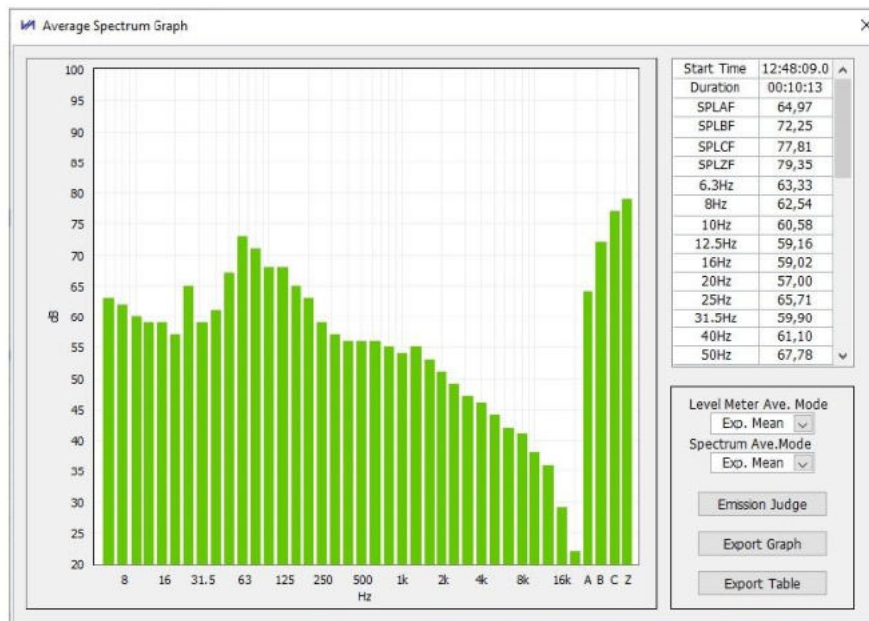 Average Spectrum Graph
100
95
90
85
80
75
70
65
60
55
50
45
40
35
30
25
20
dB
8 16 31.5 63 125 250 500 1k 2k 4k 8k 16k A B C Z
Hz
Start Time 12:48:09.0
Duration 00:10:13
SPLAF 64,97
SPLBF 72,25
SPLCF 77,81
SPLZF 79,35
6.3Hz 63,33
8Hz 62,54
10Hz 60,58
12.5Hz 59,16
16Hz 59,02
20Hz 57,00
25Hz 65,71
31.5Hz 59,90
40Hz 61,10
50Hz 67,78
Level Meter Ave. Mode
Exp. Mean
Spectrum Ave.Mode
Exp. Mean
Emission Judge
Export Graph
Export Table